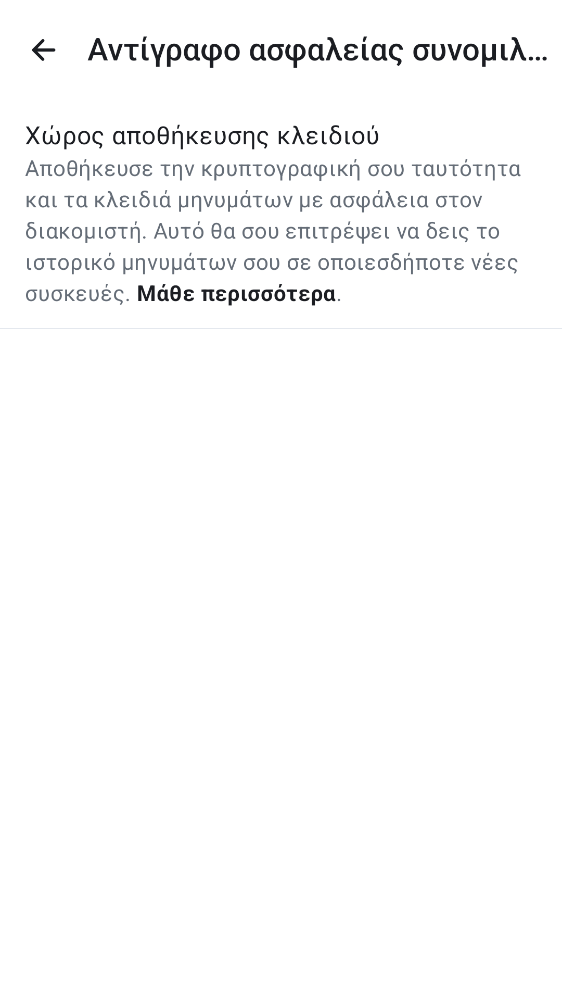 Αντίγραφο ασφαλείας συνομιλ...
Χώρος αποθήκευσης κλειδιού
Αποθήκευσε την κρυπτογραφική σου ταυτότητα
και τα κλειδιά μηνυμάτων με ασφάλεια στον
διακομιστή. Αυτό θα σου επιτρέψει να δεις το
ιστορικό μηνυμάτων σου σε οποιεσδήποτε νέες
συσκευές. Μάθε περισσότερα.